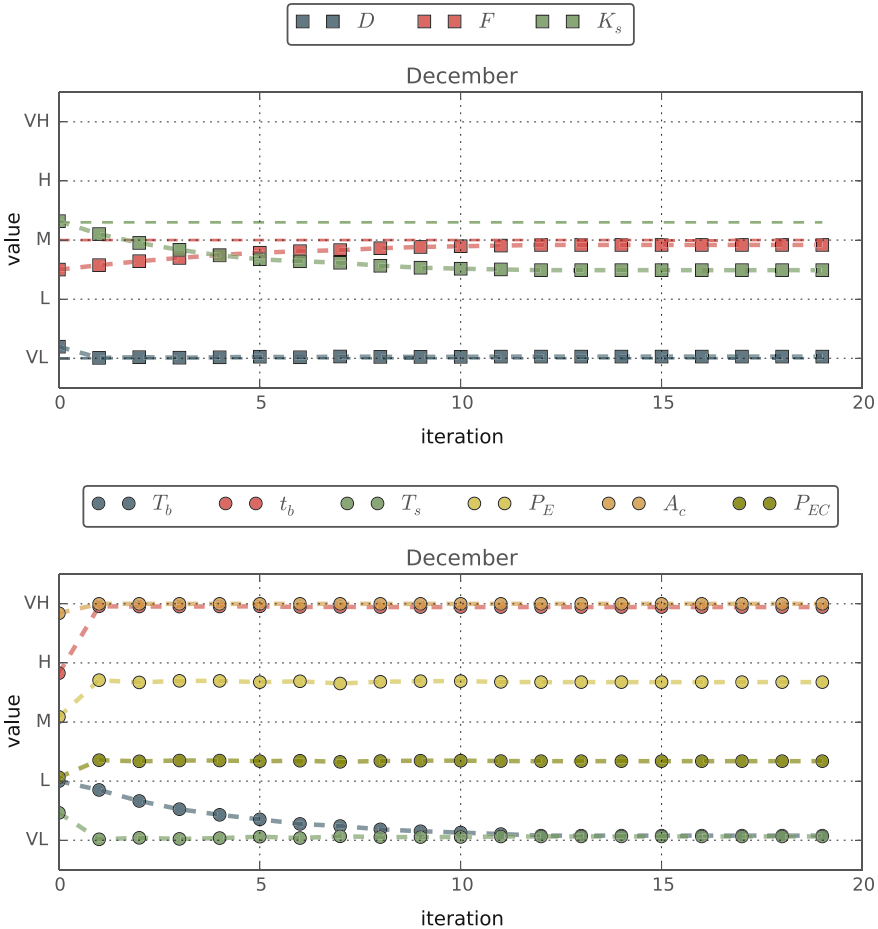 D F K_s
December
VH
H
M
L
VL
value
0 5 10 15 20
iteration
T_b t_b T_s P_E A_c P_EC
December
VH
H
M
L
VL
value
0 5 10 15 20
iteration